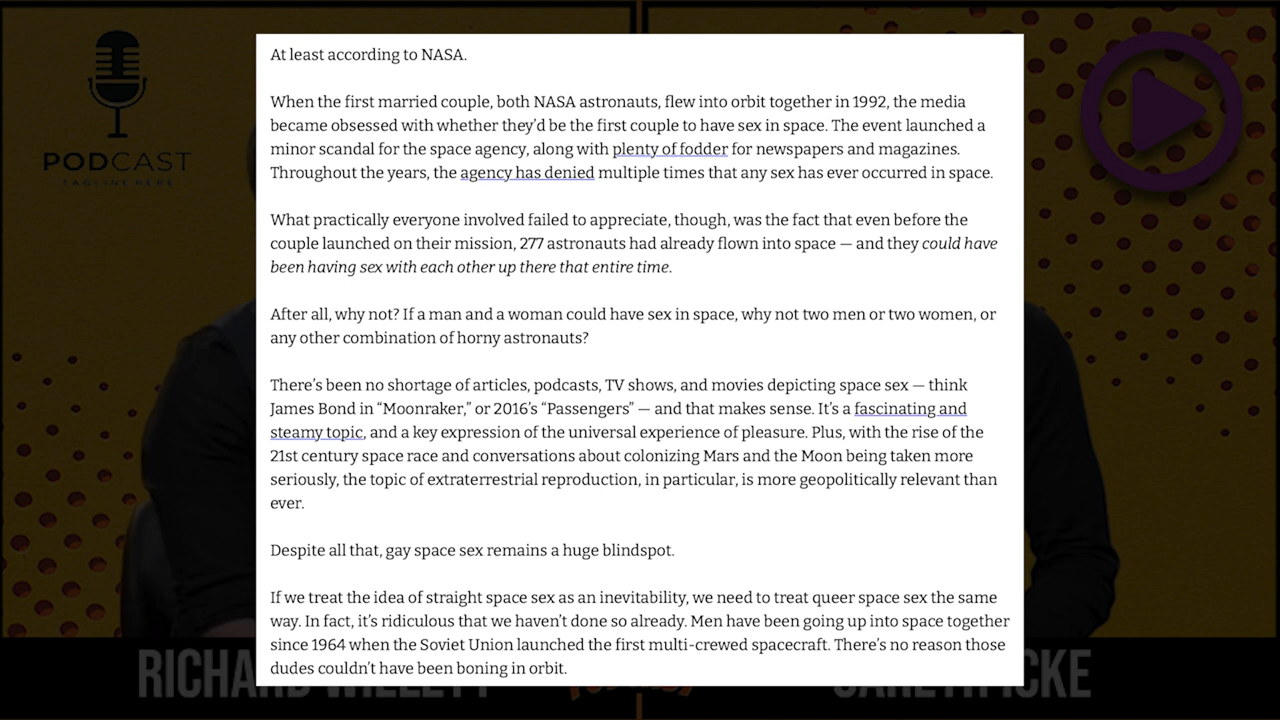 At least according to NASA.
When the first married couple, both NASA astronauts, flew into orbit together in 1992, the media
became obsessed with whether they’d be the first couple to have sex in space. The event launched a
minor scandal for the space agency, along with plenty of fodder for newspapers and magazines.
Throughout the years, the agency has denied multiple times that any sex has ever occurred in space.
What practically everyone involved failed to appreciate, though, was the fact that even before the
couple launched on their mission, 277 astronauts had already flown into space — and they could have
been having sex with each other up there that entire time.
After all, why not? If a man and a woman could have sex in space, why not two men or two women, or
any other combination of horny astronauts?
There’s been no shortage of articles, podcasts, TV shows, and movies depicting space sex — think
James Bond in “Moonraker,” or 2016’s “Passengers” — and that makes sense. It’s a fascinating and
steamy topic, and a key expression of the universal experience of pleasure. Plus, with the rise of the
21st century space race and conversations about colonizing Mars and the Moon being taken more
seriously, the topic of extraterrestrial reproduction, in particular, is more geopolitically relevant than
ever.
Despite all that, gay space sex remains a huge blindspot.
If we treat the idea of straight space sex as an inevitability, we need to treat queer space sex the same
way. In fact, it’s ridiculous that we haven’t done so already. Men have been going up into space together
since 1964 when the Soviet Union launched the first multi-crewed spacecraft. There’s no reason those
dudes couldn’t have been boning in orbit.
PODCAST
TAGLINE HERE